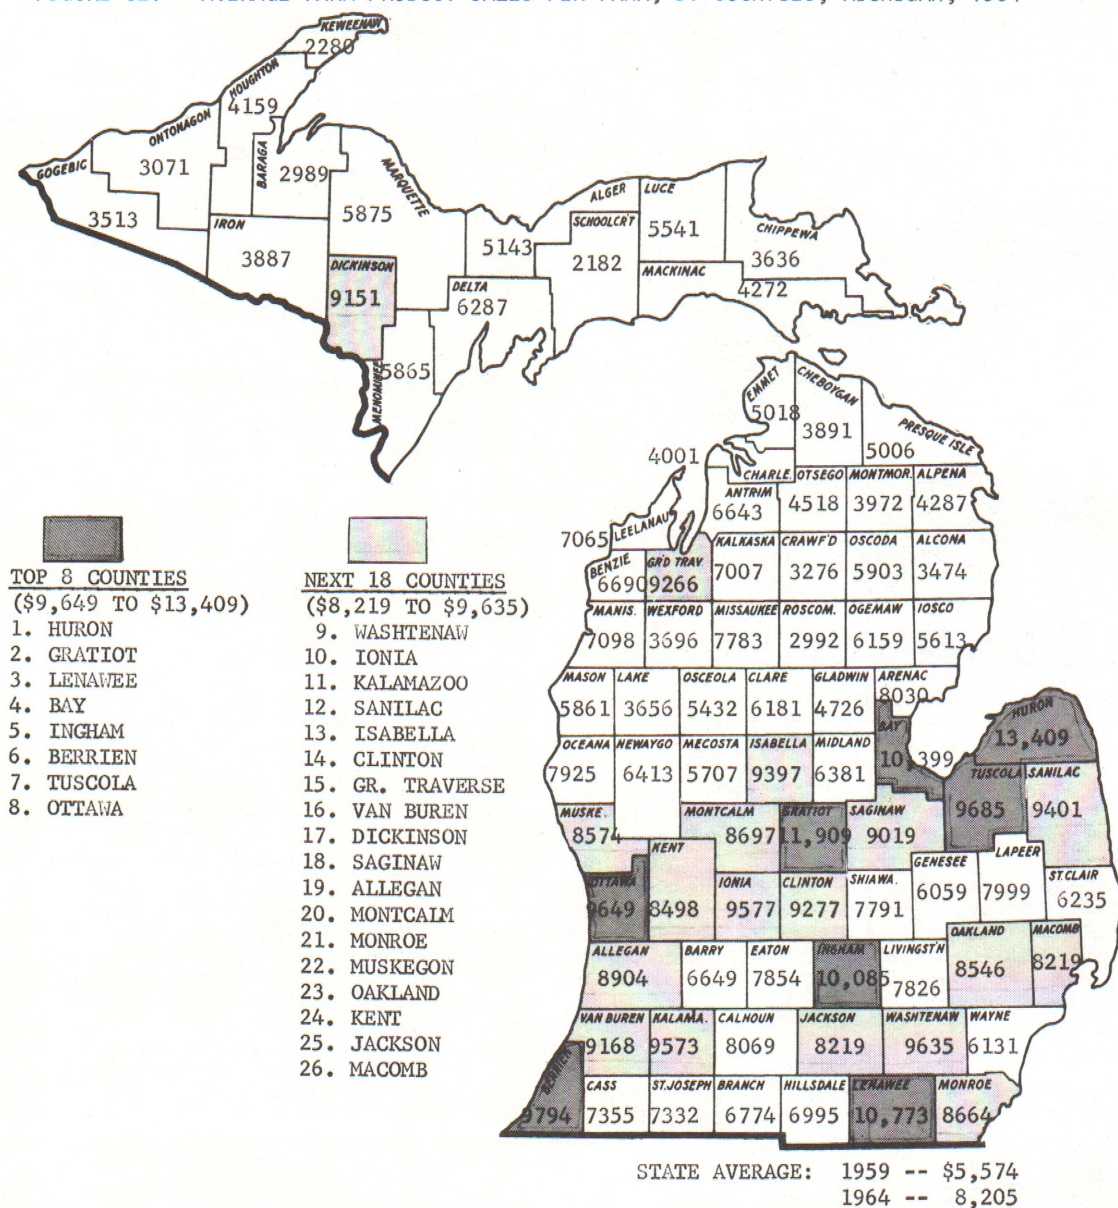 AVERAGE FARM PRODUCT SALES PER FARM, BY COUNTIES, MICHIGAN, 1964
KEWEENAW
2280
HOUGHTON
4159
ONTONAGON
3071
GOGEBIC
3513
BARAGA
2989
MARQUETTE
5875
IRON
3887
DICKINSON
9151
ALGER
5143
SCHOOLCR'T
2182
LUCE
5541
CHIPPEWA
3636
MACKINAC
4272
DELTA
6287
MENOMINEE
5865
EMMET
5018
CHEBOYGAN
3891
PRESQUE ISLE
5006
4001
CHARLE.
OTSEGO
4518
MONTMOR.
3972
ALPENA
4287
ANTRIM
6643
7065
LEELANAU
BENZIE
6690
GR'D TRAV
9266
KALKASKA
7007
CRAWF'D
3276
OSCODA
5903
ALCONA
3474
MANIS.
7098
WEXFORD
3696
MISSAUKEE
7783
ROSCOM.
2992
OGEMAW
6159
IOSCO
5613
MASON
5861
LAKE
3656
OSCEOLA
5432
CLARE
6181
GLADWIN
4726
ARENAC
8030
OCEANA
7925
NEWAYGO
6413
MECOSTA
5707
ISABELLA
9397
MIDLAND
6381
BAY
10,399
HURON
13,409
TUSCOLA
9685
SANILAC
9401
MUSKE.
8574
MONTCALM
8697
GRATIOT
11,909
SAGINAW
9019
KENT
8498
OTTAWA
9649
IONIA
9577
CLINTON
9277
SHIAWA.
7791
GENESEE
6059
LAPEER
7999
ST.CLAIR
6235
ALLEGAN
8904
BARRY
6649
EATON
7854
INGHAM
10,085
LIVINGST'N
7826
OAKLAND
8546
MACOMB
8219
VAN BUREN
9168
KALAMA.
9573
CALHOUN
8069
JACKSON
8219
WASHTENAW
9635
WAYNE
6131
BERRIEN
9794
CASS
7355
ST.JOSEPH
7332
BRANCH
6774
HILLSDALE
6995
LENAWEE
10,773
MONROE
8664
TOP 8 COUNTIES
($9,649 TO $13,409)
1. HURON
2. GRATIOT
3. LENAWEE
4. BAY
5. INGHAM
6. BERRIEN
7. TUSCOLA
8. OTTAWA
NEXT 18 COUNTIES
($8,219 TO $9,635)
9. WASHTENAW
10. IONIA
11. KALAMAZOO
12. SANILAC
13. ISABELLA
14. CLINTON
15. GR. TRAVERSE
16. VAN BUREN
17. DICKINSON
18. SAGINAW
19. ALLEGAN
20. MONTCALM
21. MONROE
22. MUSKEGON
23. OAKLAND
24. KENT
25. JACKSON
26. MACOMB
STATE AVERAGE: 1959 -- $5,574
1964 -- 8,205